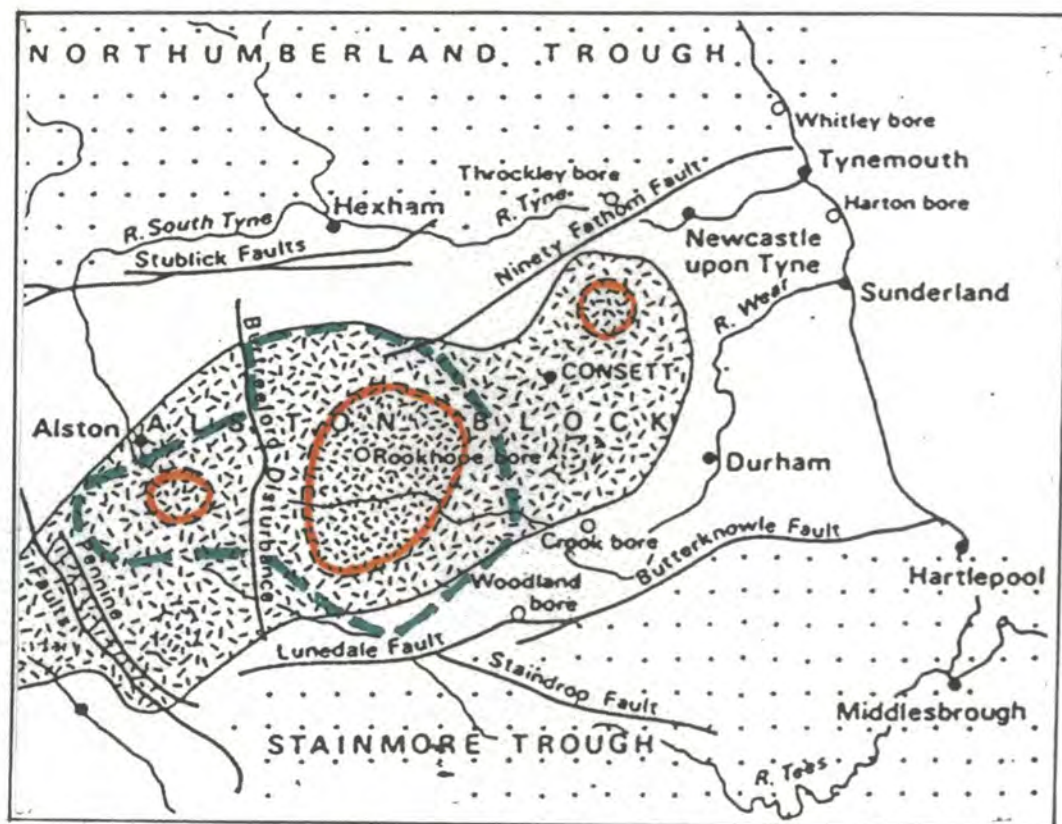 NORTHUMBERLAND TROUGH
Whitley bore
Tynemouth
Throckley bore
Harton bore
Hexham
R. Tyne
R. South Tyne
Ninety Fathom Fault
Newcastle
upon Tyne
Stublick Faults
R. Wear
Sunderland
CONSETT
Alston
ALSTON BLOCK
Rookhope bore
Durham
Disturbance
Crook bore
Butterknowle Fault
Pennine
Faults
Woodland
bore
Hartlepool
Lunedale Fault
Staindrop Fault
Middlesbrough
STAINMORE TROUGH
R. Tees